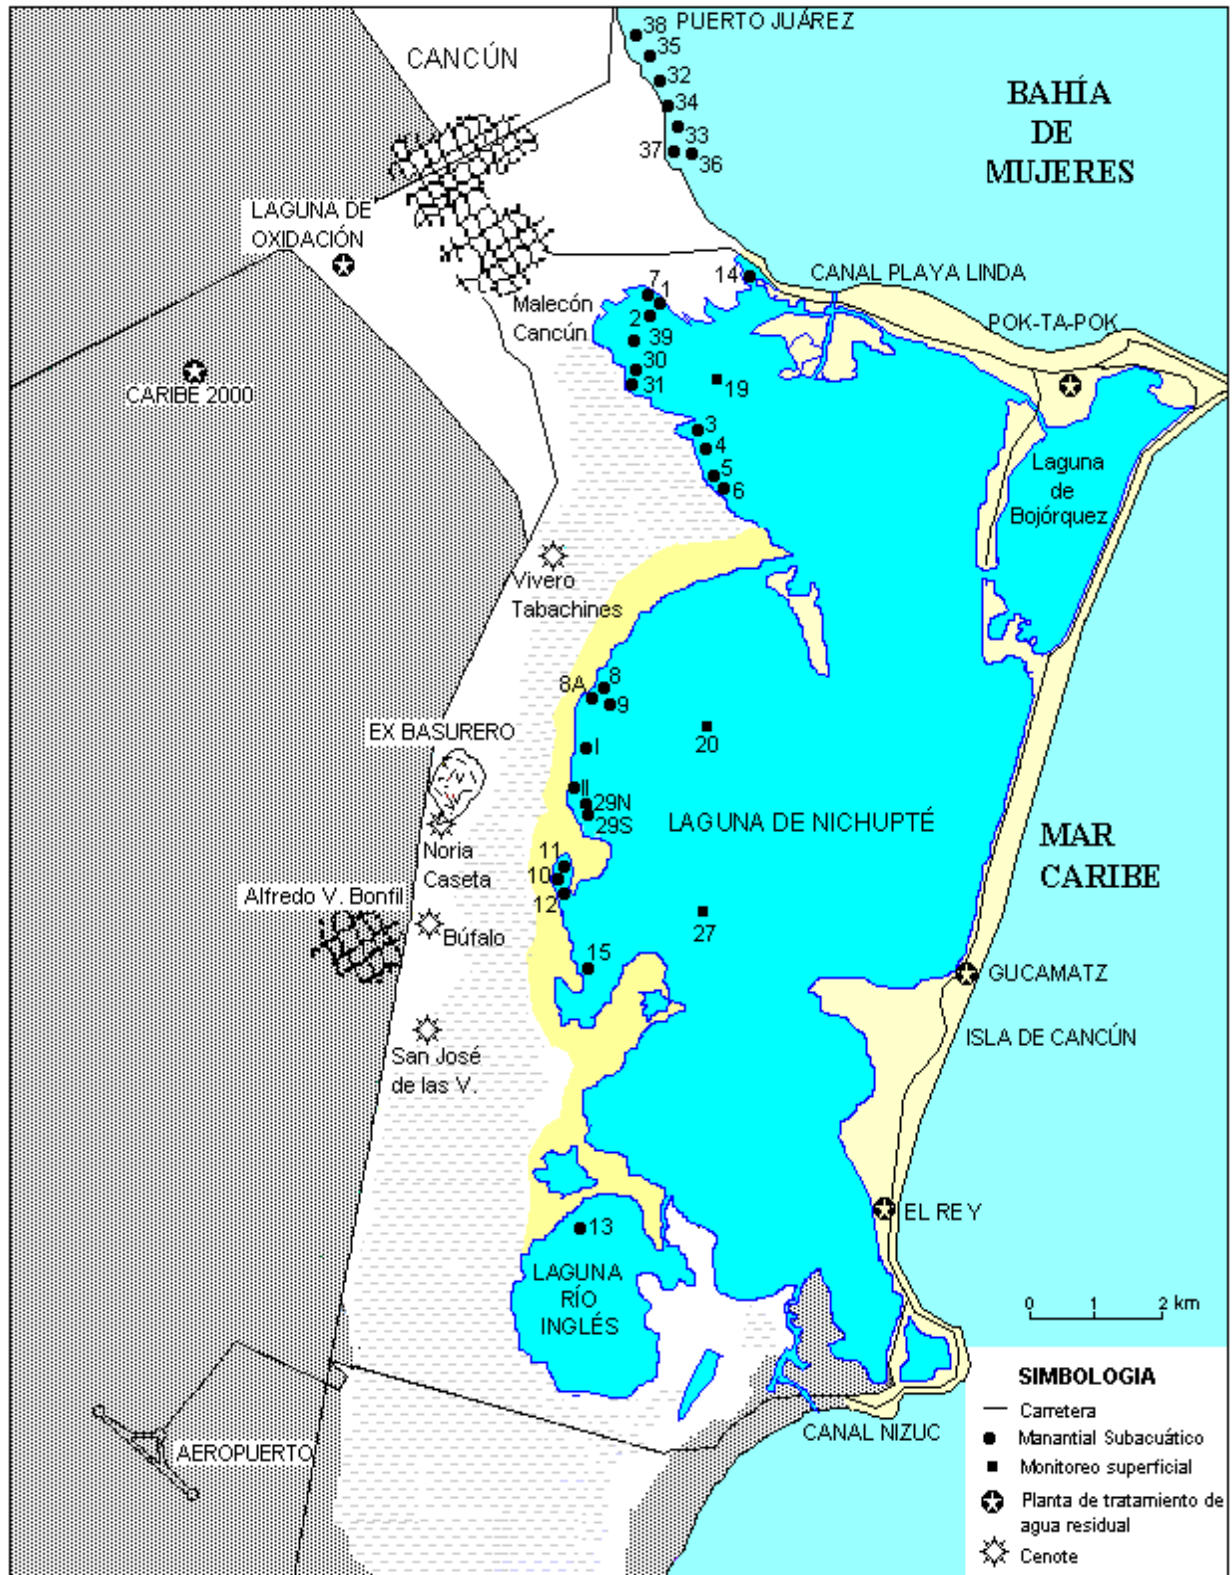 38
PUERTO JUÁREZ
35
CANCÚN
32
34
BAHÍA
DE
MUJERES
33
37
36
LAGUNA DE
OXIDACIÓN
14
CANAL PLAYA LINDA
7
1
Malecón
Cancún
2
39
POK-TA-POK
30
31
19
CARIBE 2000
3
4
5
6
Laguna
de
Bojórquez
Vivero
Tabachines
8
8A
9
EX BASURERO
I
20
II
29N
29S
LAGUNA DE NICHUPTÉ
MAR
CARIBE
Noria
Caseta
11
10
12
Alfredo V. Bonfil
Búfalo
27
15
GUCAMATZ
ISLA DE CANCÚN
San José
de las V.
EL REY
13
LAGUNA
RÍO
INGLÉS
0 1 2 km
CANAL NIZUC
AEROPUERTO
SIMBOLOGIA
Carretera
Manantial Subacuático
Monitoreo superficial
Planta de tratamiento de
agua residual
Cenote